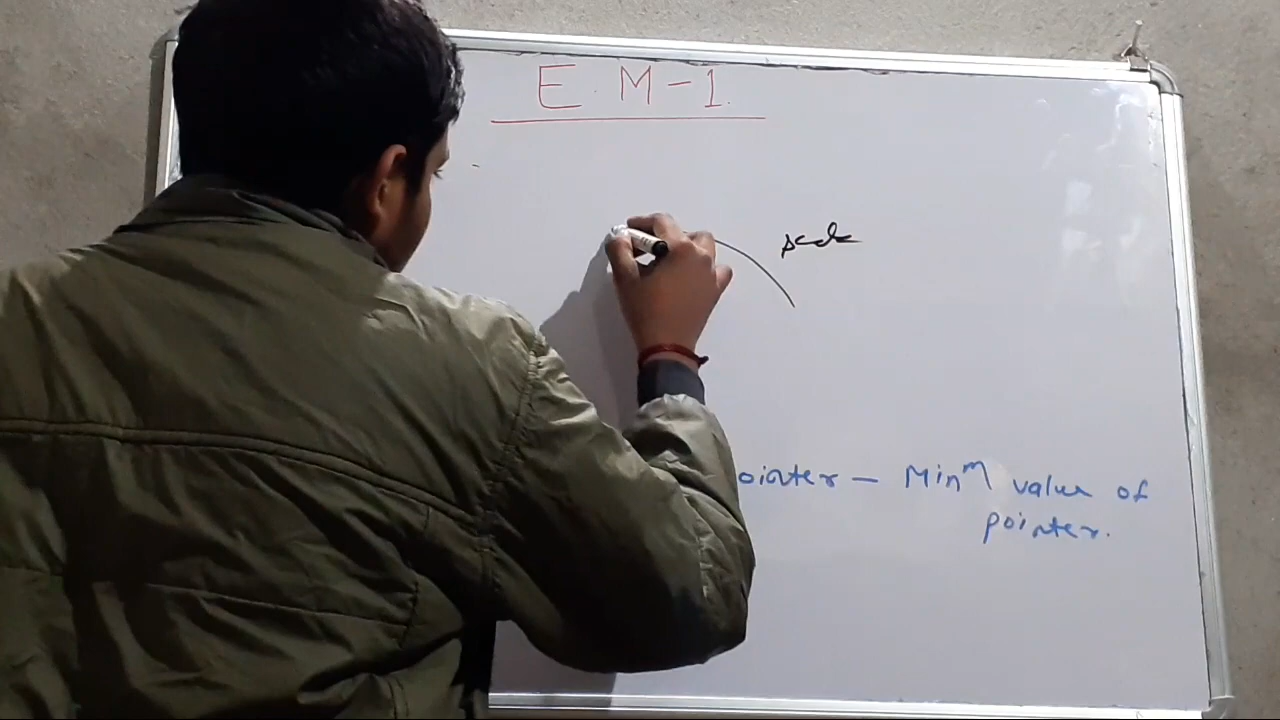 E.M-1.
scale
ointer - Minᵐ value of
pointer.